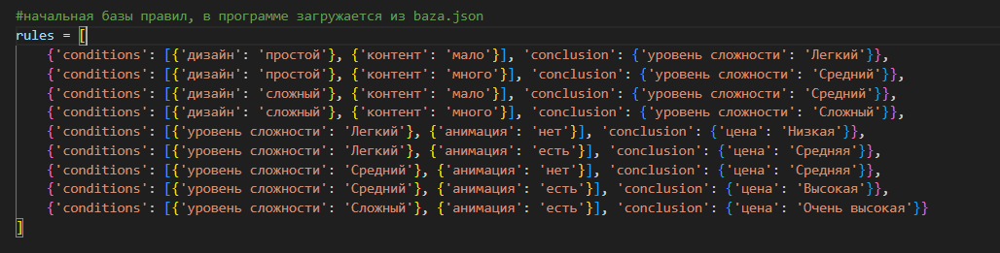 #начальная базы правил, в программе загружается из baza.json
rules = [
    {'conditions': [{'дизайн': 'простой'}, {'контент': 'мало'}], 'conclusion': {'уровень сложности': 'Легкий'}},
    {'conditions': [{'дизайн': 'простой'}, {'контент': 'много'}], 'conclusion': {'уровень сложности': 'Средний'}},
    {'conditions': [{'дизайн': 'сложный'}, {'контент': 'мало'}], 'conclusion': {'уровень сложности': 'Средний'}},
    {'conditions': [{'дизайн': 'сложный'}, {'контент': 'много'}], 'conclusion': {'уровень сложности': 'Сложный'}},
    {'conditions': [{'уровень сложности': 'Легкий'}, {'анимация': 'нет'}], 'conclusion': {'цена': 'Низкая'}},
    {'conditions': [{'уровень сложности': 'Легкий'}, {'анимация': 'есть'}], 'conclusion': {'цена': 'Средняя'}},
    {'conditions': [{'уровень сложности': 'Средний'}, {'анимация': 'нет'}], 'conclusion': {'цена': 'Средняя'}},
    {'conditions': [{'уровень сложности': 'Средний'}, {'анимация': 'есть'}], 'conclusion': {'цена': 'Высокая'}},
    {'conditions': [{'уровень сложности': 'Сложный'}, {'анимация': 'есть'}], 'conclusion': {'цена': 'Очень высокая'}}
]